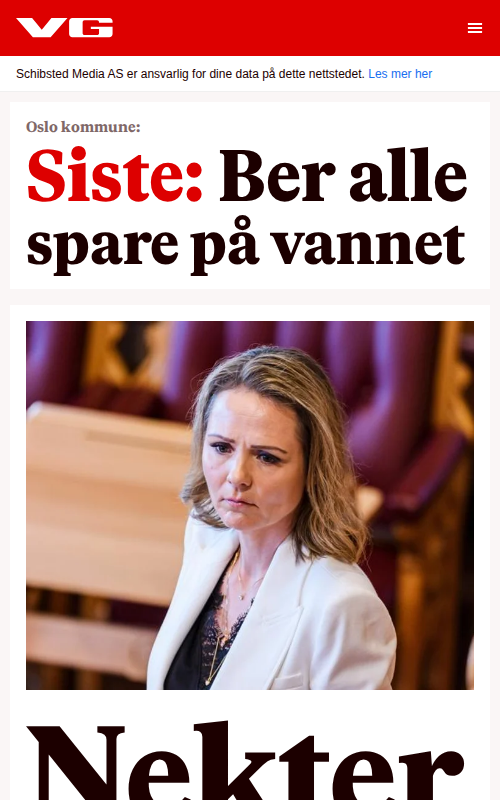 VG
Schibsted Media AS er ansvarlig for dine data på dette nettstedet. Les mer her
Oslo kommune:
Siste: Ber alle
spare på vannet
Nekter